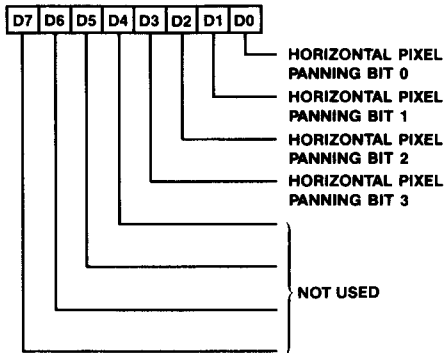 D7 D6 D5 D4 D3 D2 D1 D0
HORIZONTAL PIXEL
PANNING BIT 0
HORIZONTAL PIXEL
PANNING BIT 1
HORIZONTAL PIXEL
PANNING BIT 2
HORIZONTAL PIXEL
PANNING BIT 3
NOT USED